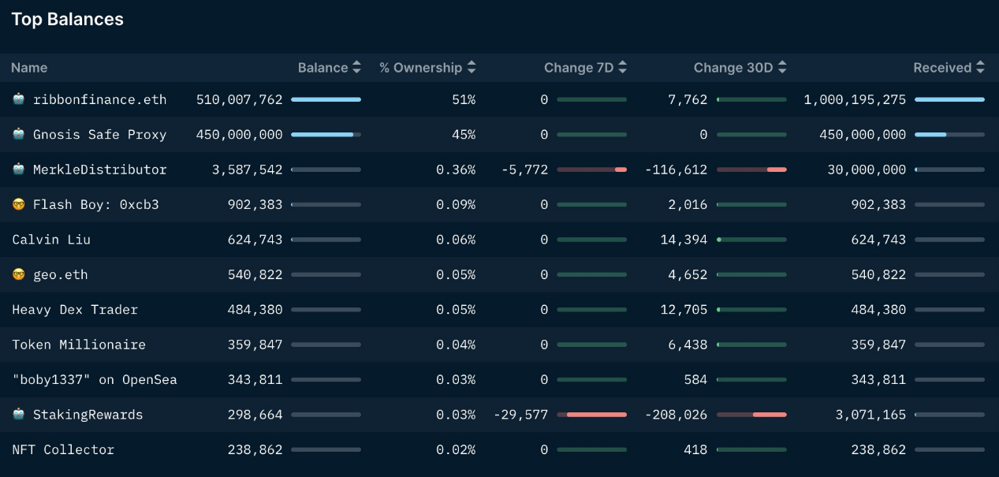 Top Balances
Name Balance % Ownership Change 7D Change 30D Received
ribbonfinance.eth 510,007,762 51% 0 7,762 1,000,195,275
Gnosis Safe Proxy 450,000,000 45% 0 0 450,000,000
MerkleDistributor 3,587,542 0.36% -5,772 -116,612 30,000,000
Flash Boy: 0xcb3 902,383 0.09% 0 2,016 902,383
Calvin Liu 624,743 0.06% 0 14,394 624,743
geo.eth 540,822 0.05% 0 4,652 540,822
Heavy Dex Trader 484,380 0.05% 0 12,705 484,380
Token Millionaire 359,847 0.04% 0 6,438 359,847
"boby1337" on OpenSea 343,811 0.03% 0 584 343,811
StakingRewards 298,664 0.03% -29,577 -208,026 3,071,165
NFT Collector 238,862 0.02% 0 418 238,862